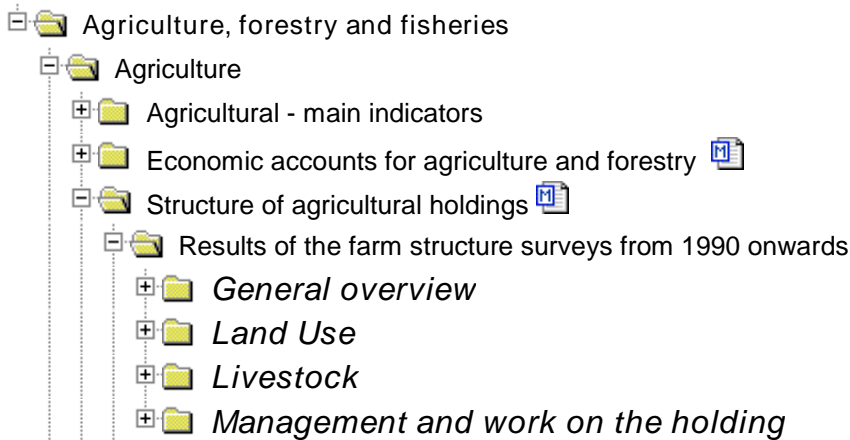 Agriculture, forestry and fisheries
Agriculture
Agricultural - main indicators
Economic accounts for agriculture and forestry M
Structure of agricultural holdings M
Results of the farm structure surveys from 1990 onwards
General overview
Land Use
Livestock
Management and work on the holding